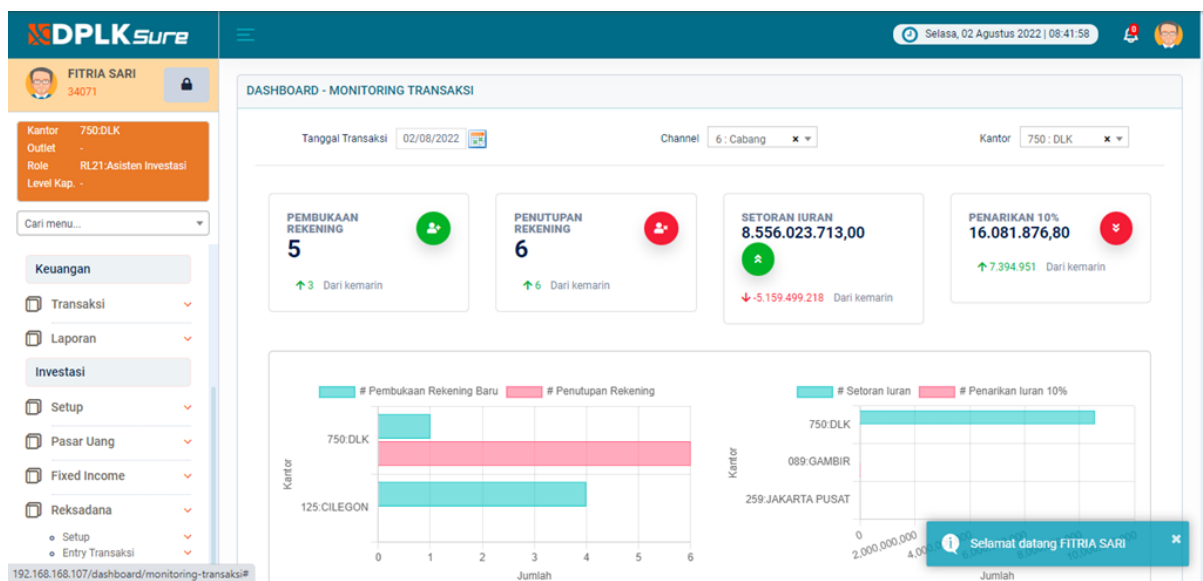 DPLKsure
Selasa, 02 Agustus 2022 | 08:41:58
FITRIA SARI
34071
Kantor 750:DLK
Outlet -
Role RL21:Asisten Investasi
Level Kap. -
Cari menu...
Keuangan
Transaksi
Laporan
Investasi
Setup
Pasar Uang
Fixed Income
Reksadana
Setup
Entry Transaksi
192.168.168.107/dashboard/monitoring-transaksi#
DASHBOARD - MONITORING TRANSAKSI
Tanggal Transaksi 02/08/2022
Channel 6 : Cabang x
Kantor 750 : DLK x
PEMBUKAAN
REKENING
5
3 Dari kemarin
PENUTUPAN
REKENING
6
6 Dari kemarin
SETORAN IURAN
8.556.023.713,00
-5.159.499.218 Dari kemarin
PENARIKAN 10%
16.081.876,80
7.394.951 Dari kemarin
# Pembukaan Rekening Baru # Penutupan Rekening
Kantor
750:DLK
125:CILEGON
0 1 2 3 4 5 6
Jumlah
# Setoran Iuran # Penarikan Iuran 10%
Kantor
750:DLK
089:GAMBIR
259:JAKARTA PUSAT
0
2,000,000,000
Jumlah
Selamat datang FITRIA SARI x